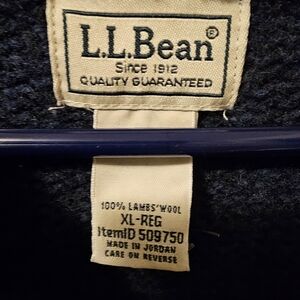 L.L.Bean®
Since 1912
QUALITY GUARANTEED
100% LAMBS' WOOL
XL-REG
ItemID 509750
MADE IN JORDAN
CARE ON REVERSE